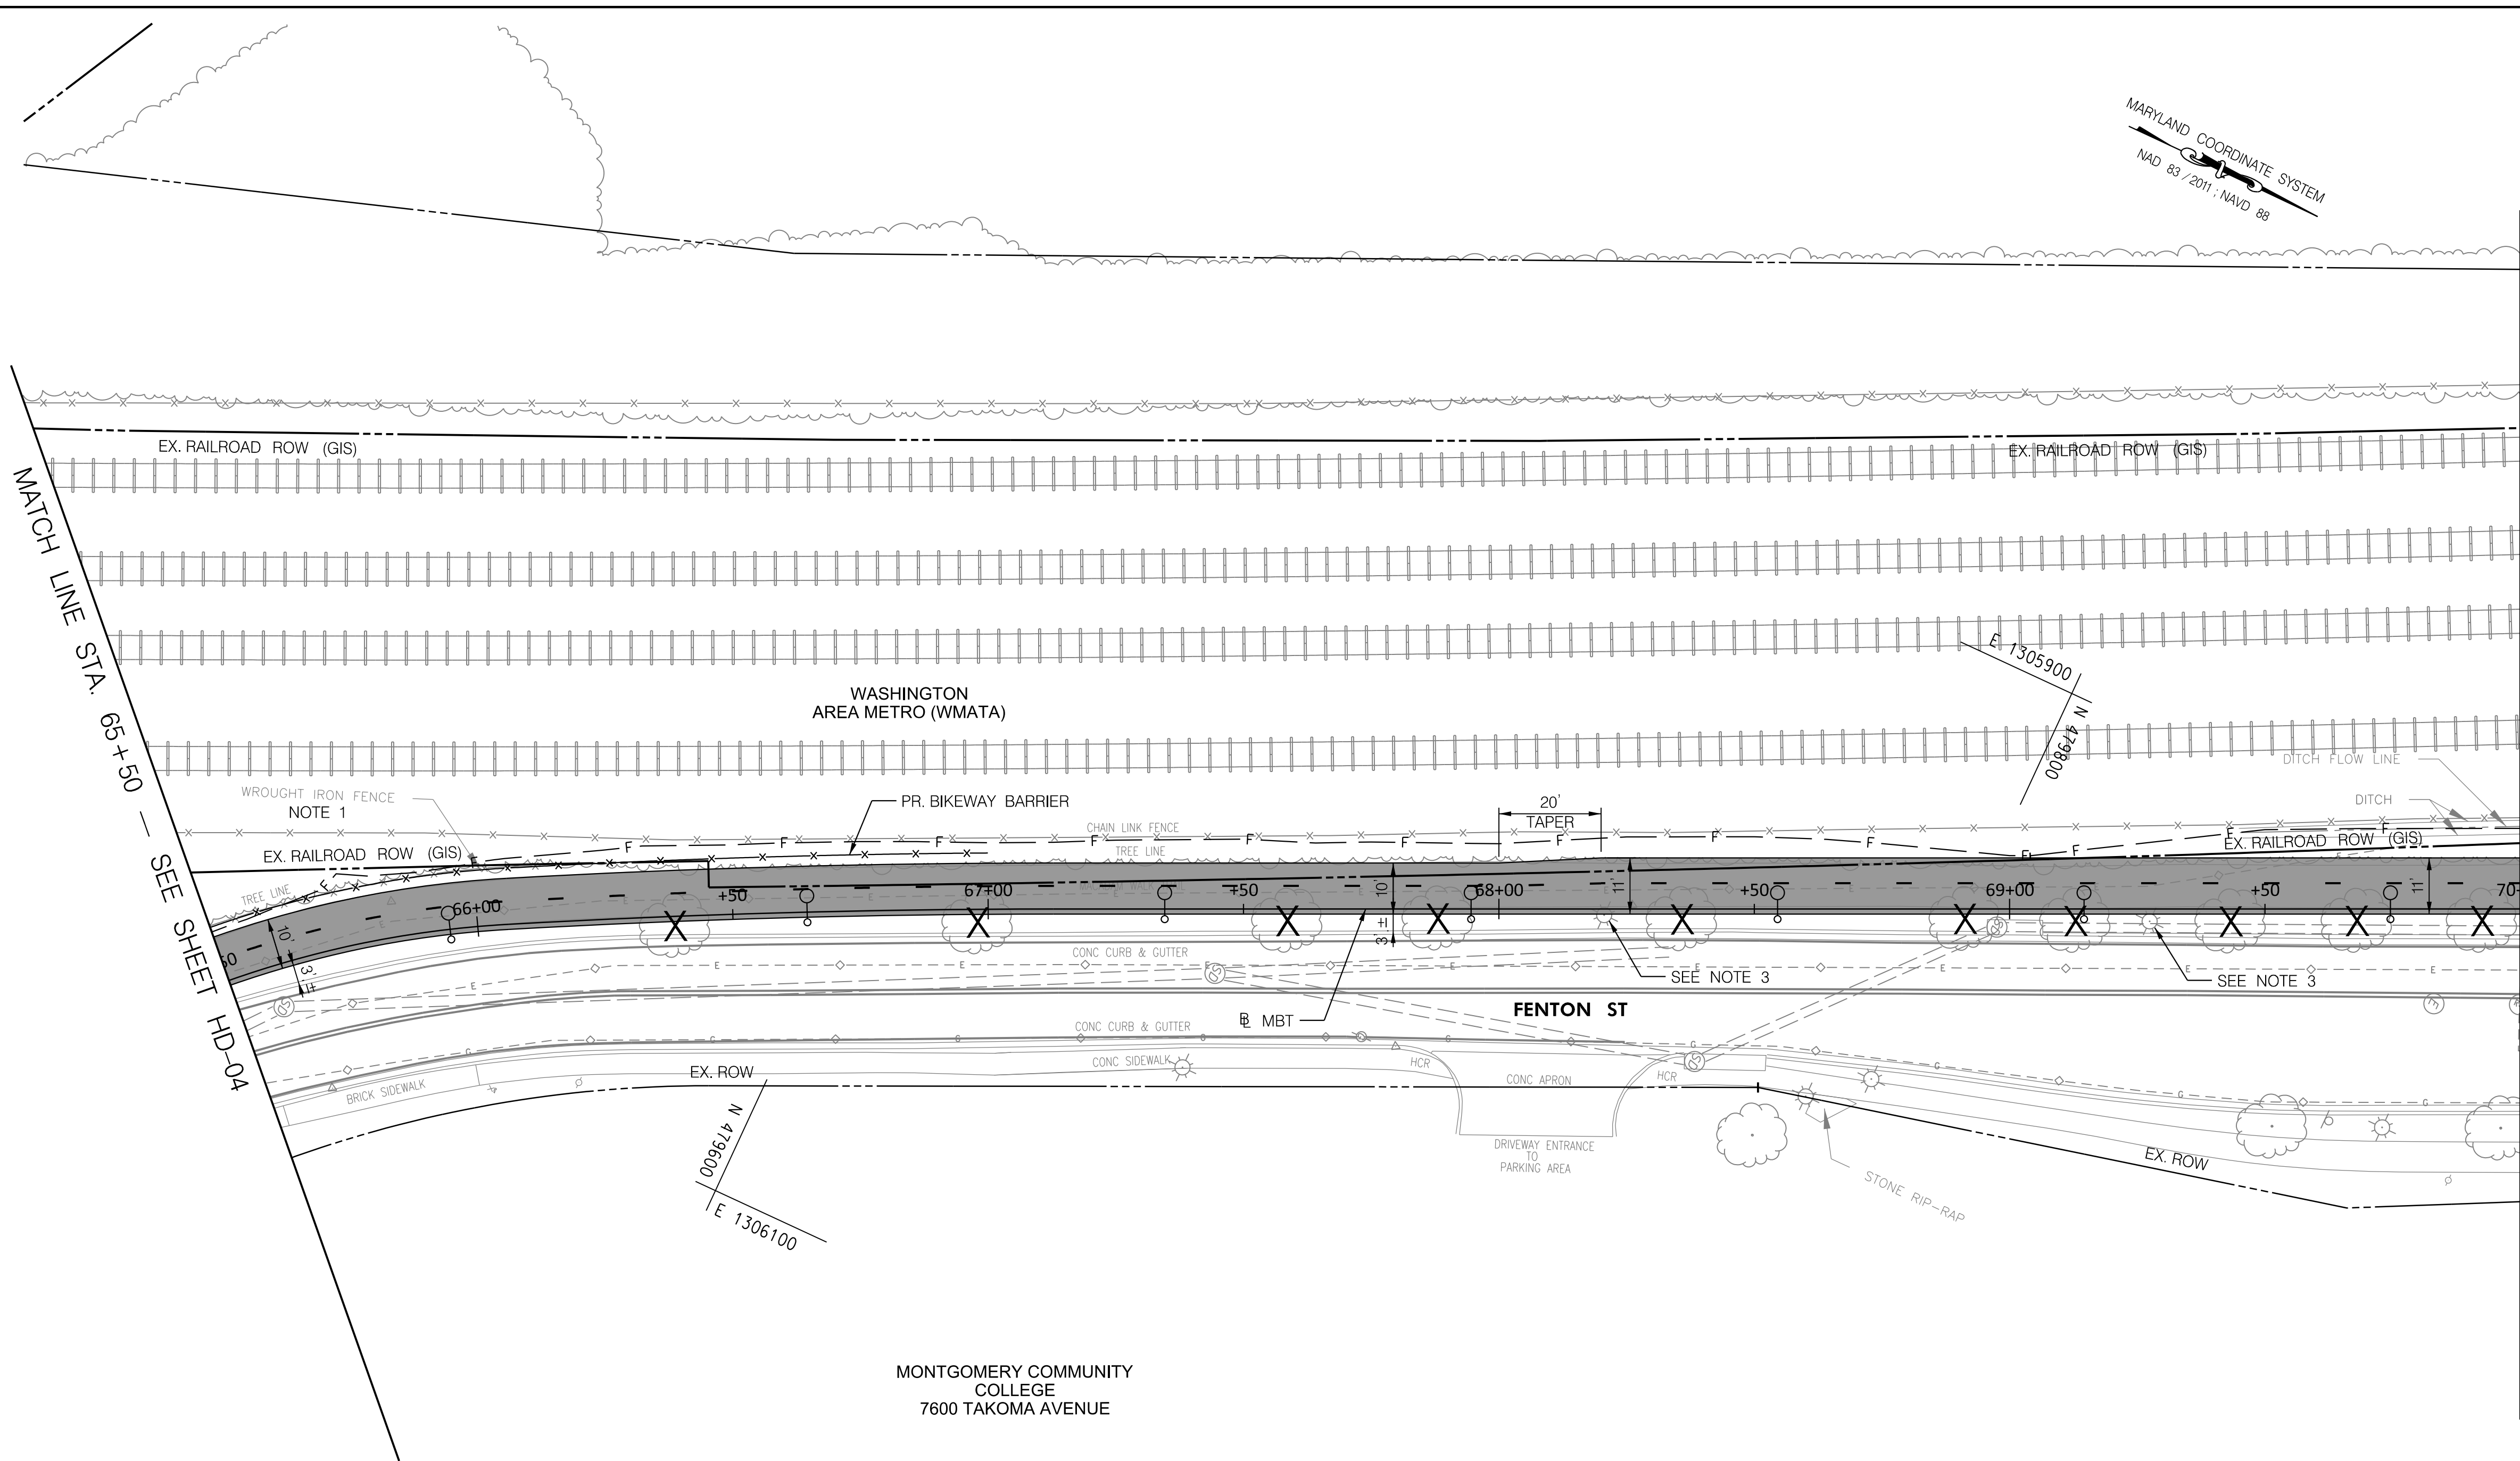 MARYLAND COORDINATE SYSTEM
NAD 83 / 2011 ; NAVD 88
EX. RAILROAD ROW (GIS)
EX. RAILROAD ROW (GIS)
MATCH LINE STA. 65+50 — SEE SHEET HD-04
E 1305900
N 479800
WASHINGTON
AREA METRO (WMATA)
DITCH FLOW LINE
WROUGHT IRON FENCE
NOTE 1
PR. BIKEWAY BARRIER
20'
TAPER
DITCH
CHAIN LINK FENCE
TREE LINE
EX. RAILROAD ROW (GIS)
EX. RAILROAD ROW (GIS)
TREE LINE
66+00
+50
67+00
+50
68+00
+50
69+00
+50
70+
50
10'
3' ±
10'
3' ±
11'
11'
CONC CURB & GUTTER
SEE NOTE 3
SEE NOTE 3
FENTON ST
BL MBT
CONC CURB & GUTTER
CONC SIDEWALK
HCR
CONC APRON
HCR
EX. ROW
BRICK SIDEWALK
N 479600
E 1306100
DRIVEWAY ENTRANCE
TO
PARKING AREA
STONE RIP-RAP
EX. ROW
MONTGOMERY COMMUNITY
COLLEGE
7600 TAKOMA AVENUE